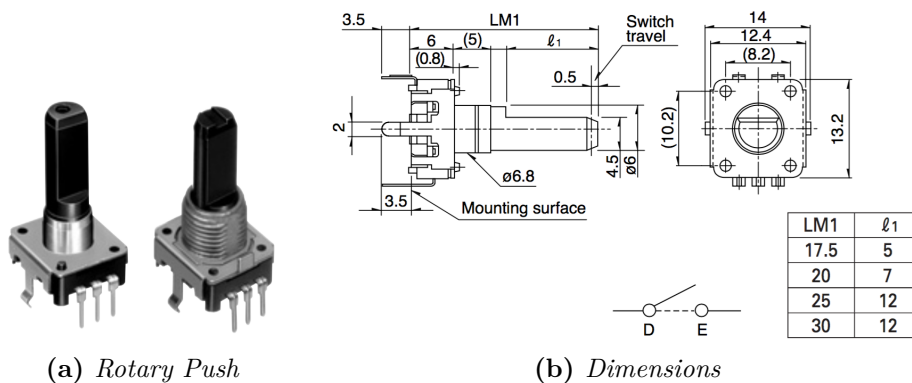 3.5
LM1
6
(5)
ℓ1
(0.8)
Switch
travel
0.5
2
ø6.8
4.5
ø6
3.5
Mounting surface
14
12.4
(8.2)
(10.2)
13.2
D
E
LM1 ℓ1
17.5 5
20 7
25 12
30 12
(a) Rotary Push
(b) Dimensions